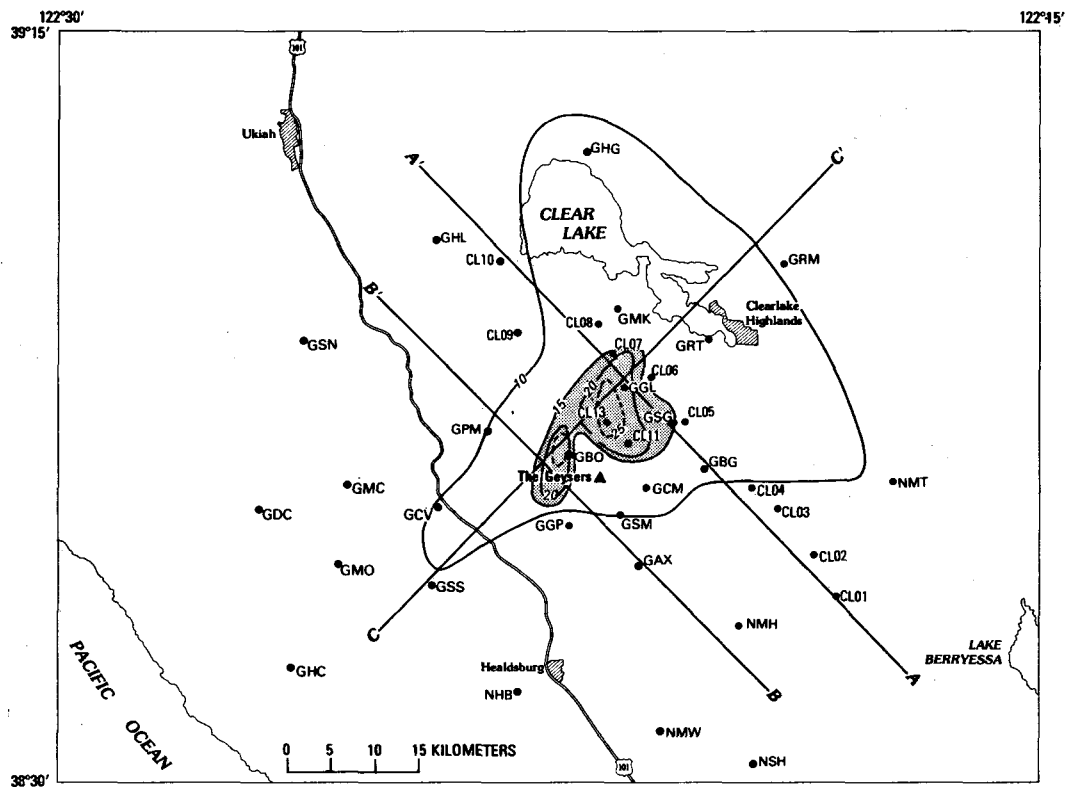 122°30′
122°15′
39°15′
101
Ukiah
GHG
A′
C′
CLEAR
LAKE
GHL
CL10
GRM
B′
Clearlake
Highlands
GMK
CL08
CL09
GSN
GRT
CL07
10
CL06
20
GGL
15
CL13
GSG
CL05
25
GPM
CL11
GBO
GBG
The Geysers
GMC
20
GCM
CL04
NMT
GDC
GCV
GSM
CL03
GGP
GAX
CL02
GMO
GSS
CL01
C
NMH
LAKE
BERRYESSA
PACIFIC
OCEAN
GHC
Healdsburg
A
NHB
B
NMW
0 5 10 15 KILOMETERS
101
NSH
38°30′